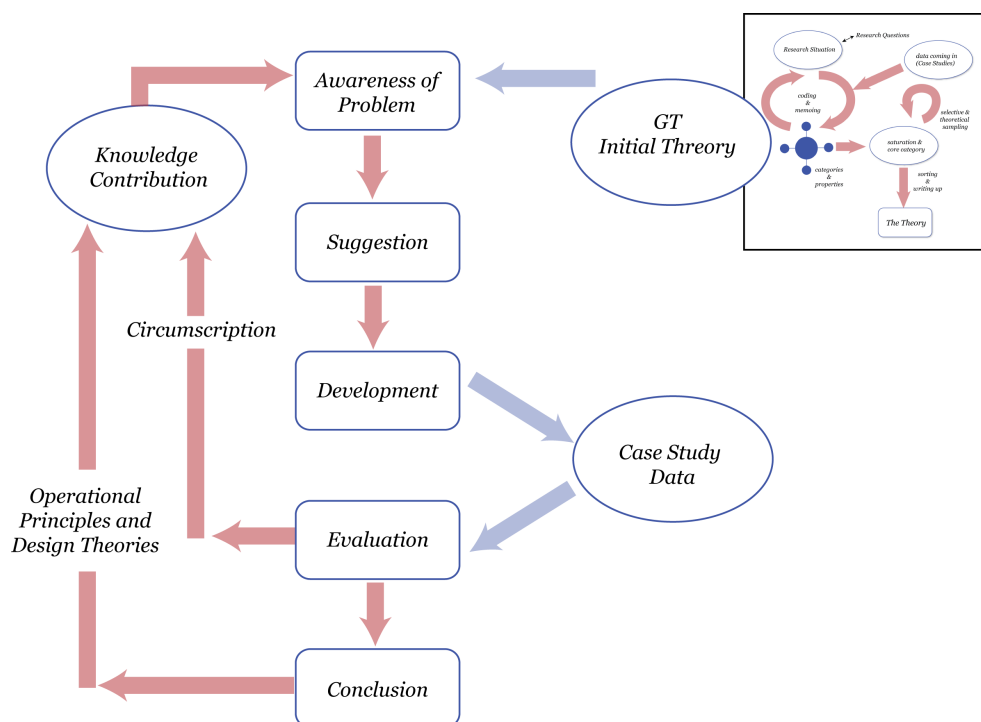 Awareness of
Problem
Knowledge
Contribution
GT
Initial Threory
Research Situation
Research Questions
data coming in
(Case Studies)
coding
&
memoing
selective &
theoretical
sampling
saturation &
core category
categories
&
properties
sorting
&
writing up
The Theory
Suggestion
Circumscription
Development
Case Study
Data
Operational
Principles and
Design Theories
Evaluation
Conclusion